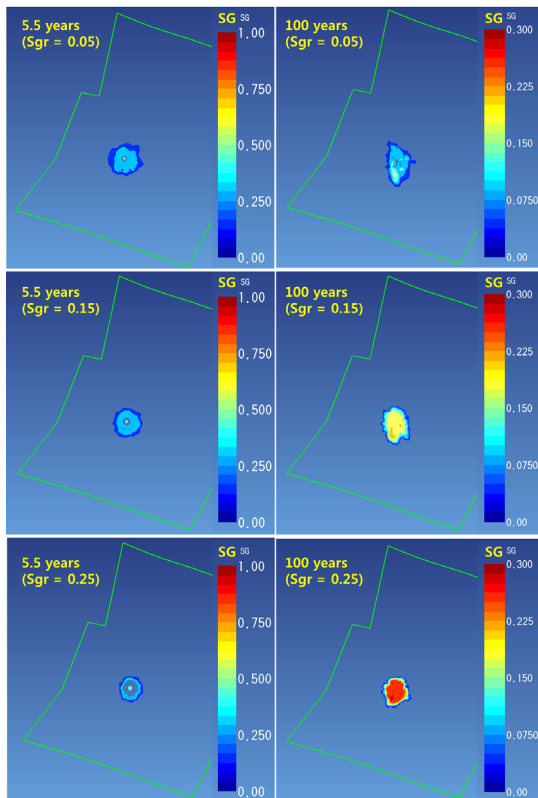 5.5 years
(Sgr = 0.05)
SG SG
1.00
0.750
0.500
0.250
0.00
100 years
(Sgr = 0.05)
SG SG
0.300
0.225
0.150
0.0750
0.00
5.5 years
(Sgr = 0.15)
SG SG
1.00
0.750
0.500
0.250
0.00
100 years
(Sgr = 0.15)
SG SG
0.300
0.225
0.150
0.0750
0.00
5.5 years
(Sgr = 0.25)
SG SG
1.00
0.750
0.500
0.250
0.00
100 years
(Sgr = 0.25)
SG SG
0.300
0.225
0.150
0.0750
0.00